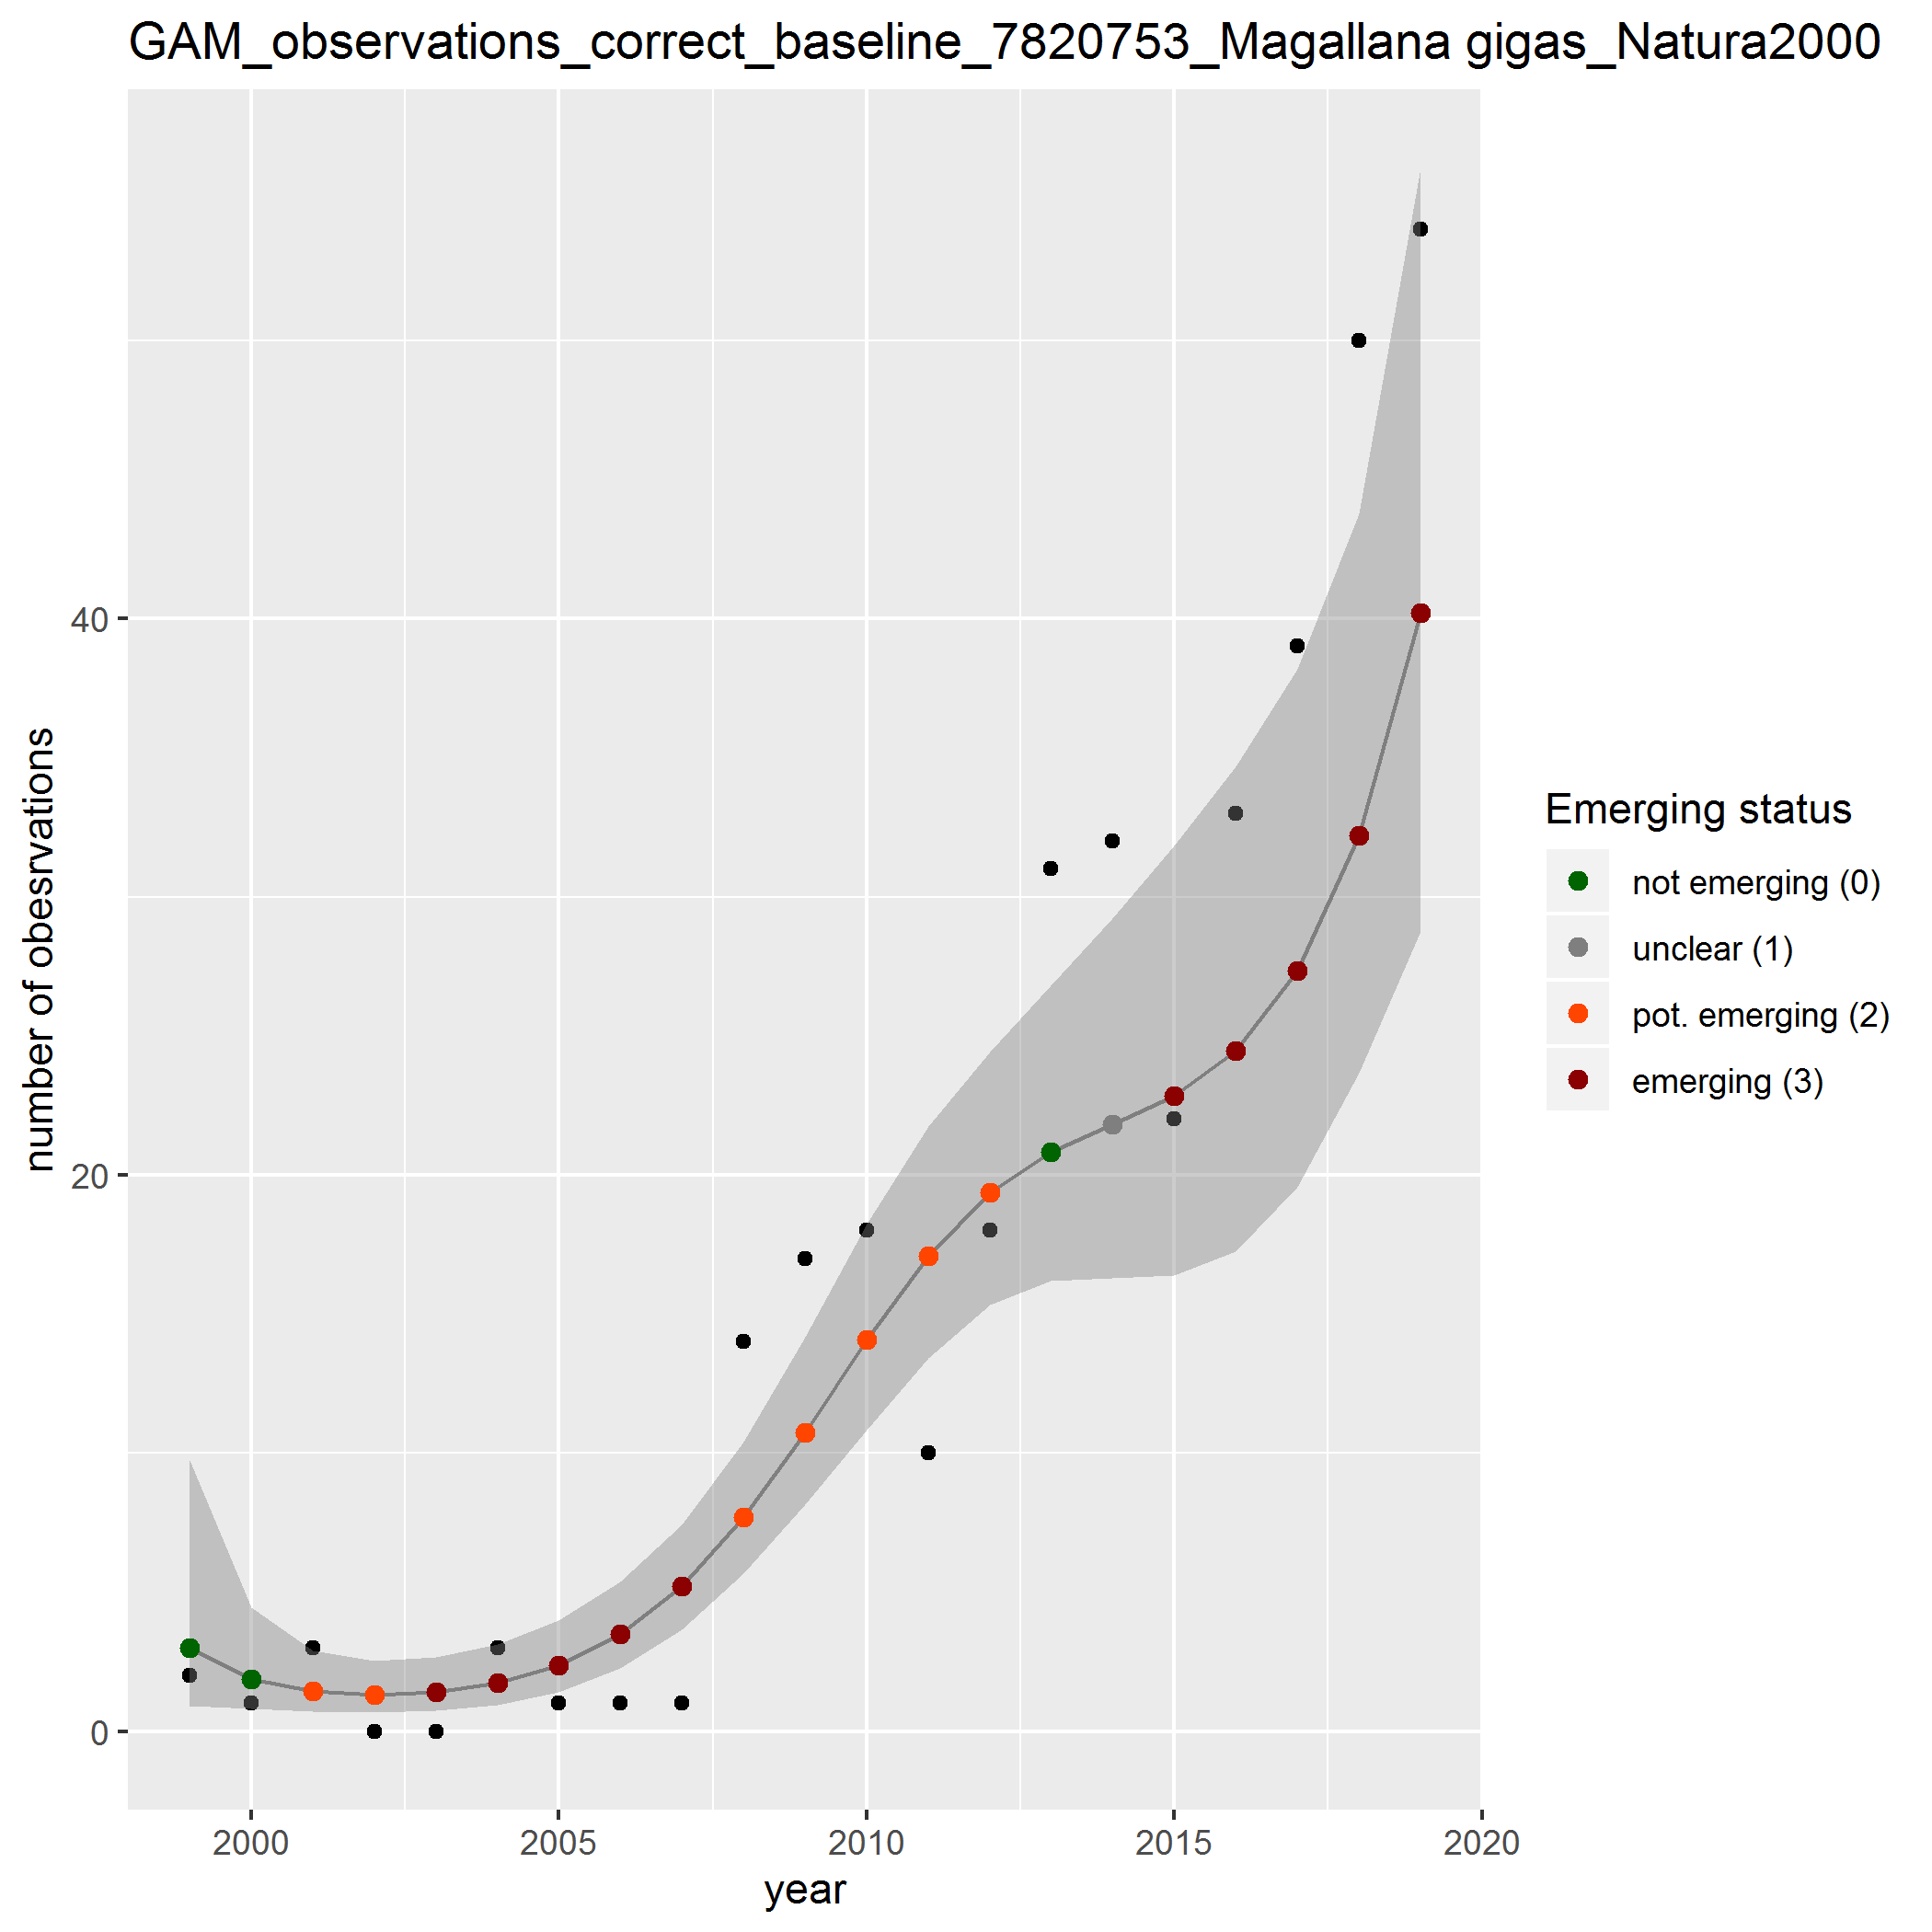 GAM_observations_correct_baseline_7820753_Magallana gigas_Natura2000
number of obesrvations
40
20
0
2000 2005 2010 2015 2020
year
Emerging status
not emerging (0)
unclear (1)
pot. emerging (2)
emerging (3)